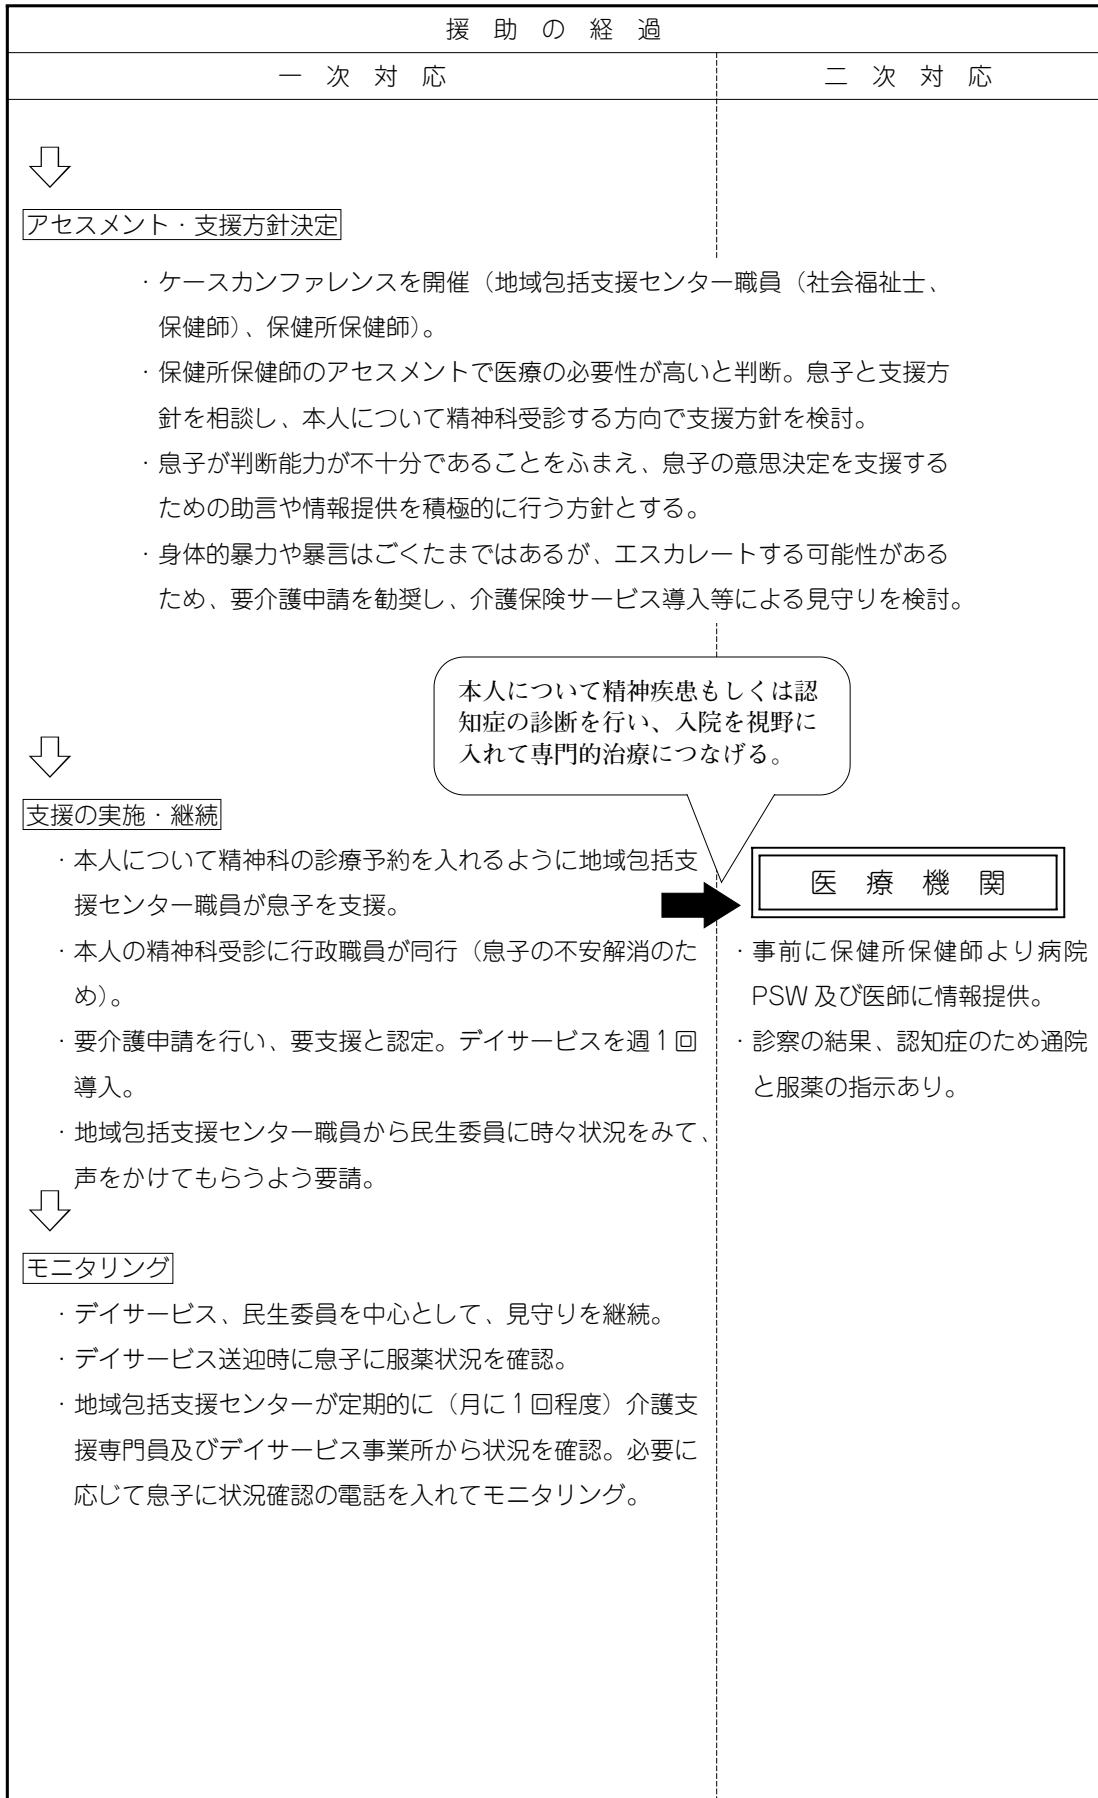 援助の経過
一次対応
二次対応
アセスメント・支援方針決定
・ケースカンファレンスを開催（地域包括支援センター職員（社会福祉士、
保健師）、保健所保健師）。
・保健所保健師のアセスメントで医療の必要性が高いと判断。息子と支援方
針を相談し、本人について精神科受診する方向で支援方針を検討。
・息子が判断能力が不十分であることをふまえ、息子の意思決定を支援する
ための助言や情報提供を積極的に行う方針とする。
・身体的暴力や暴言はごくたまではあるが、エスカレートする可能性がある
ため、要介護申請を勧奨し、介護保険サービス導入等による見守りを検討。
本人について精神疾患もしくは認
知症の診断を行い、入院を視野に
入れて専門的治療につなげる。
支援の実施・継続
・本人について精神科の診療予約を入れるように地域包括支
援センター職員が息子を支援。
・本人の精神科受診に行政職員が同行（息子の不安解消のた
め）。
・要介護申請を行い、要支援と認定。デイサービスを週１回
導入。
・地域包括支援センター職員から民生委員に時々状況をみて、
声をかけてもらうよう要請。
医療機関
・事前に保健所保健師より病院
PSW 及び医師に情報提供。
・診察の結果、認知症のため通院
と服薬の指示あり。
モニタリング
・デイサービス、民生委員を中心として、見守りを継続。
・デイサービス送迎時に息子に服薬状況を確認。
・地域包括支援センターが定期的に（月に１回程度）介護支
援専門員及びデイサービス事業所から状況を確認。必要に
応じて息子に状況確認の電話を入れてモニタリング。